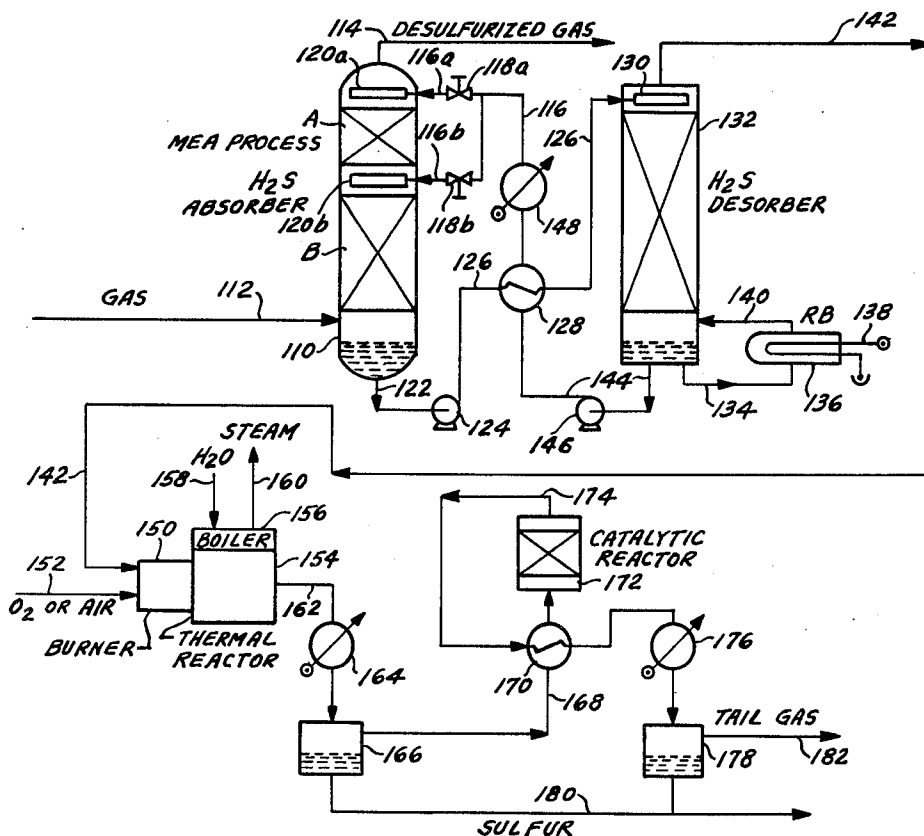 114
DESULFURIZED GAS
142
120a
116a
118a
130
A
116
132
MEA PROCESS
116b
126
H2S
ABSORBER
H2S
DESORBER
120b
118b
148
B
126
140
RB
138
GAS
112
128
110
122
144
124
146
134
136
STEAM
142
H2O
158
160
174
150
156
BOILER
CATALYTIC
REACTOR
152
154
172
O2 OR AIR
162
BURNER
THERMAL
REACTOR
164
170
168
176
TAIL GAS
166
178
182
180
SULFUR